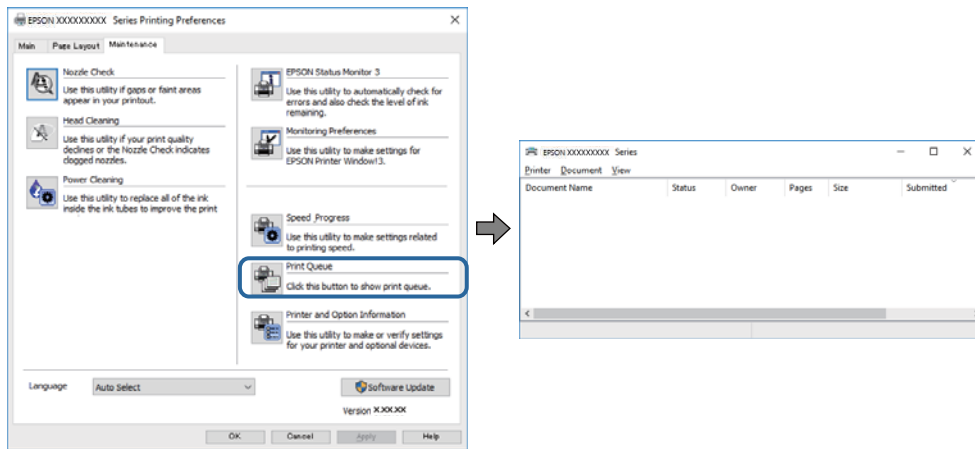 EPSON XXXXXXXXX Series Printing Preferences
Main Page Layout Maintenance
Nozzle Check
Use this utility if gaps or faint areas
appear in your printout.
Head Cleaning
Use this utility if your print quality
declines or the Nozzle Check indicates
clogged nozzles.
Power Cleaning
Use this utility to replace all of the ink
inside the ink tubes to improve the print
EPSON Status Monitor 3
Use this utility to automatically check for
errors and also check the level of ink
remaining.
Monitoring Preferences
Use this utility to make settings for
EPSON Printer Window!3.
Speed Progress
Use this utility to make settings related
to printing speed.
Print Queue
Click this button to show print queue.
Printer and Option Information
Use this utility to make or verify settings
for your printer and optional devices.
Language Auto Select
Software Update
Version X.XX.XX
OK Cancel Apply Help
EPSON XXXXXXXXX Series
Printer Document View
Document Name Status Owner Pages Size Submitted